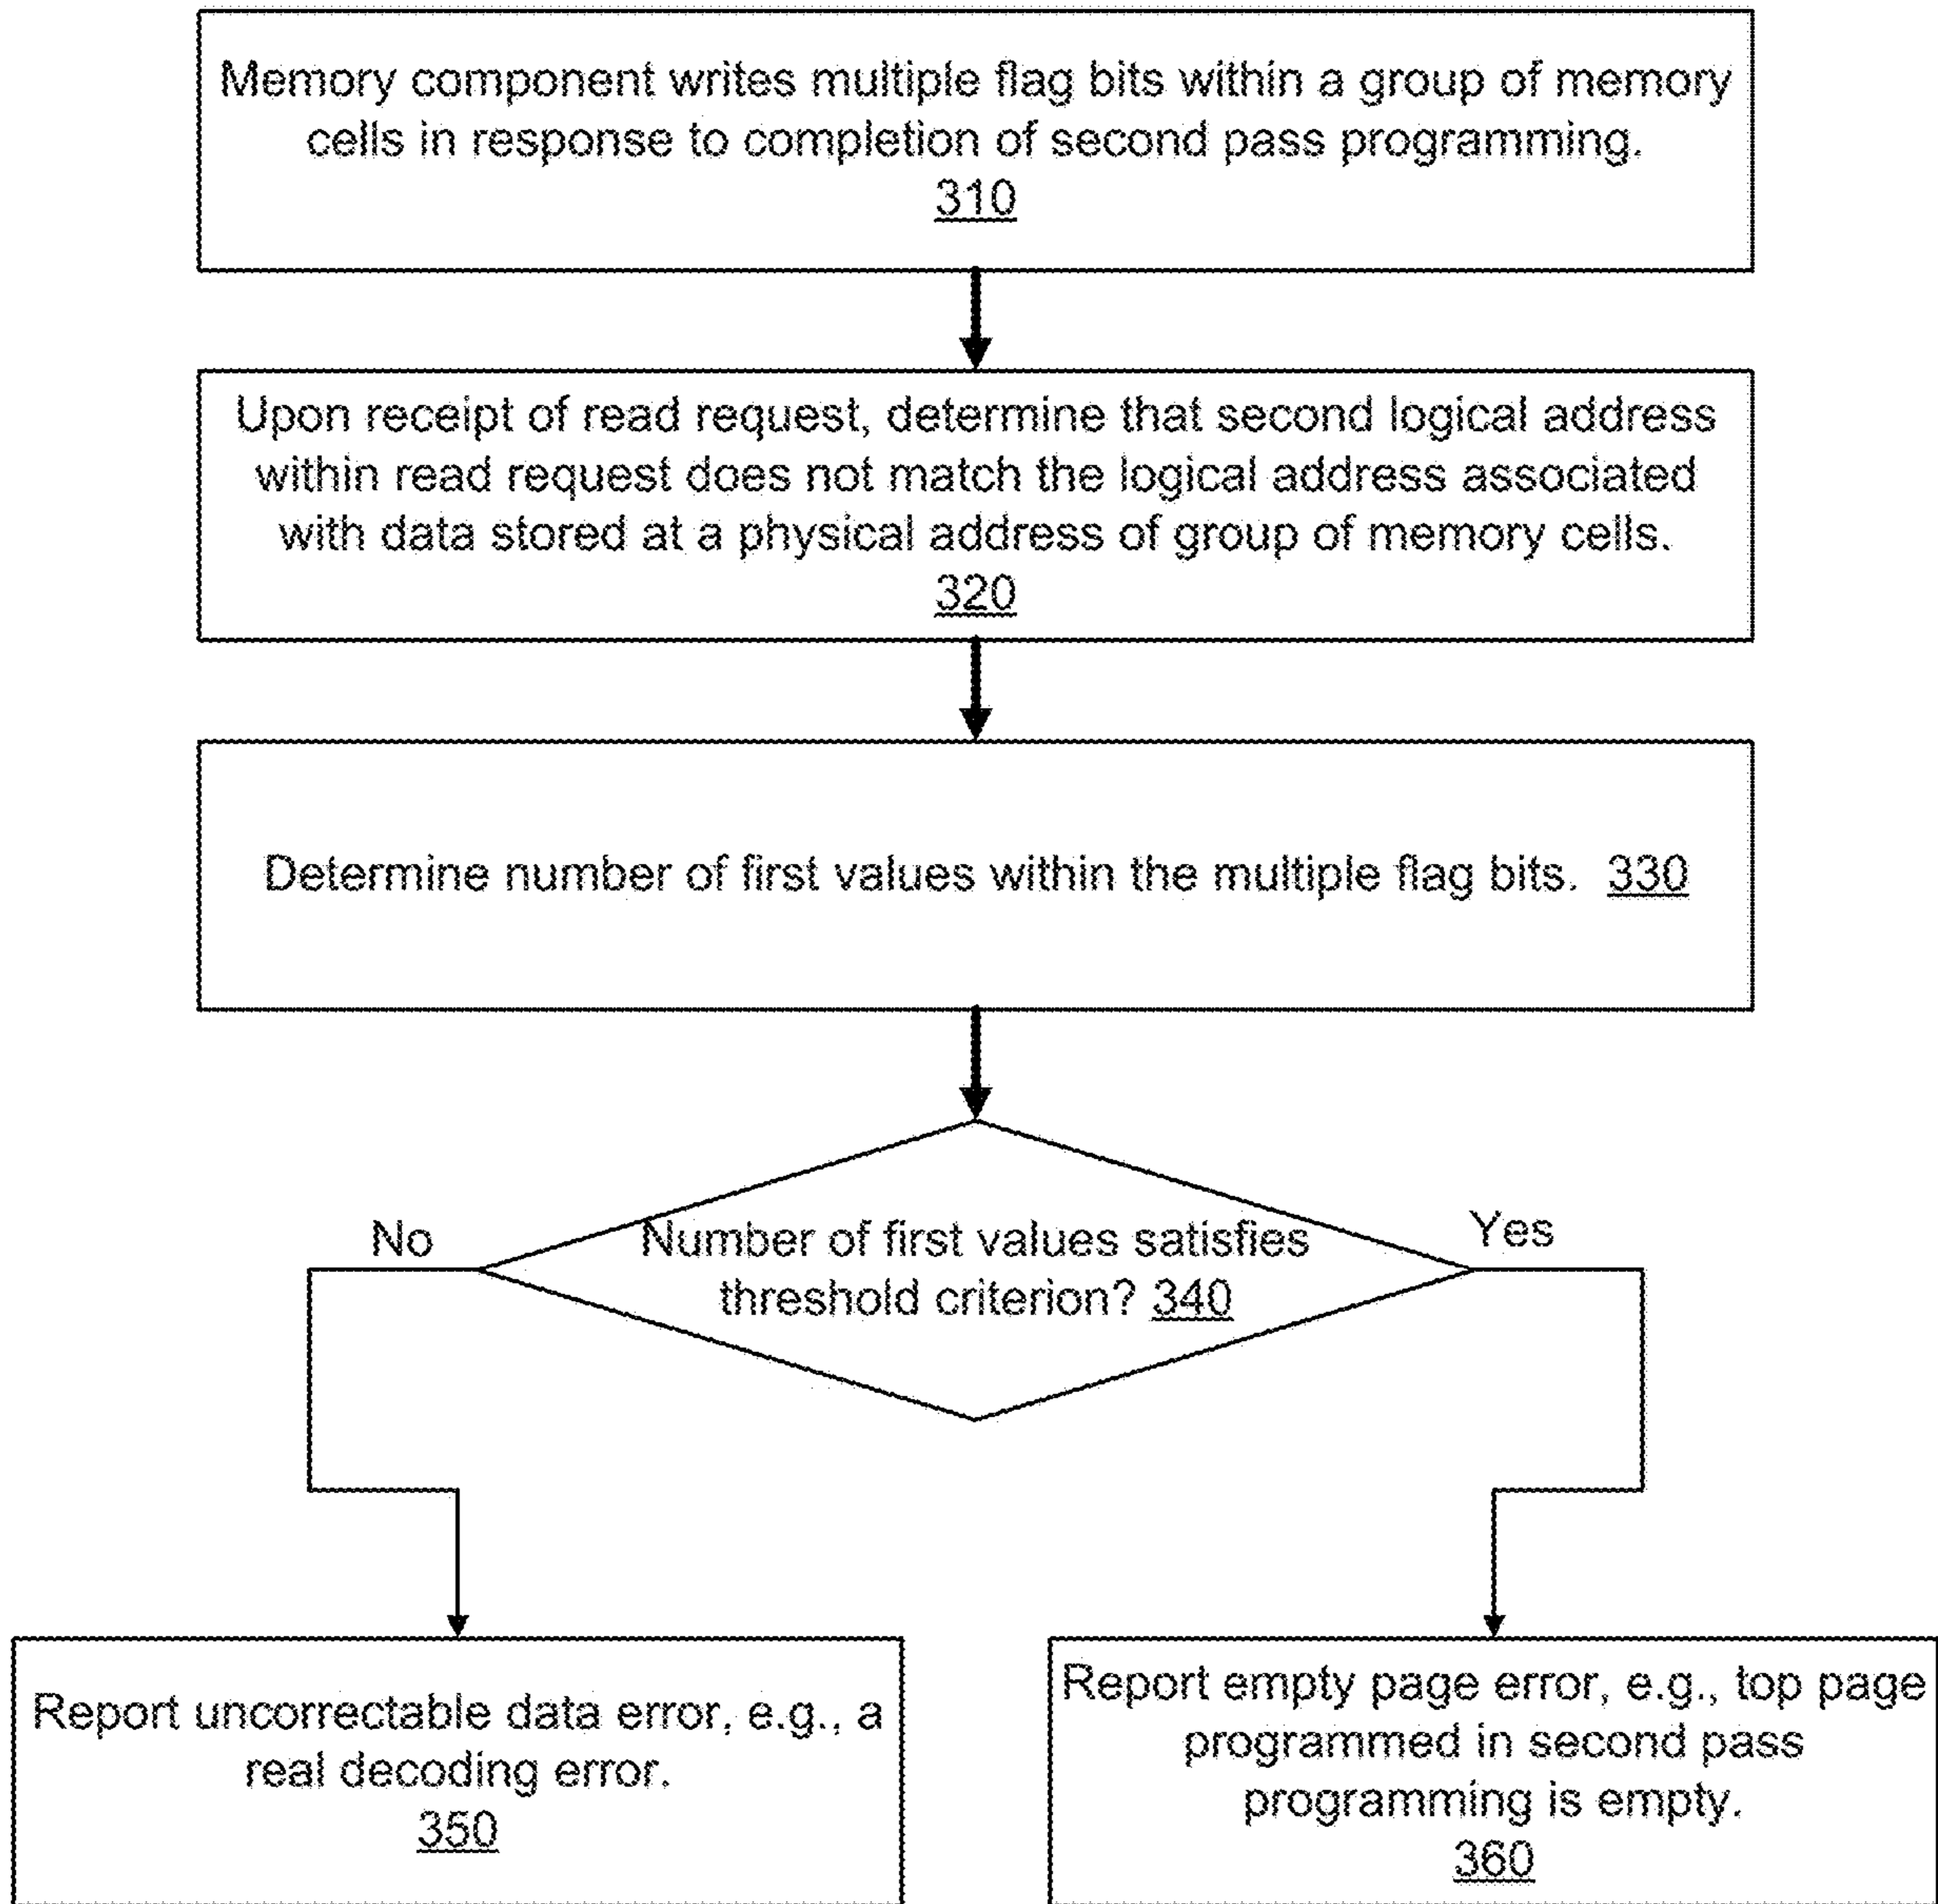 Memory component writes multiple flag bits within a group of memory
cells in response to completion of second pass programming.
310
Upon receipt of read request, determine that second logical address
within read request does not match the logical address associated
with data stored at a physical address of group of memory cells.
320
Determine number of first values within the multiple flag bits. 330
No
Number of first values satisfies
threshold criterion? 340
Yes
Report uncorrectable data error, e.g., a
real decoding error.
350
Report empty page error, e.g., top page
programmed in second pass
programming is empty.
360